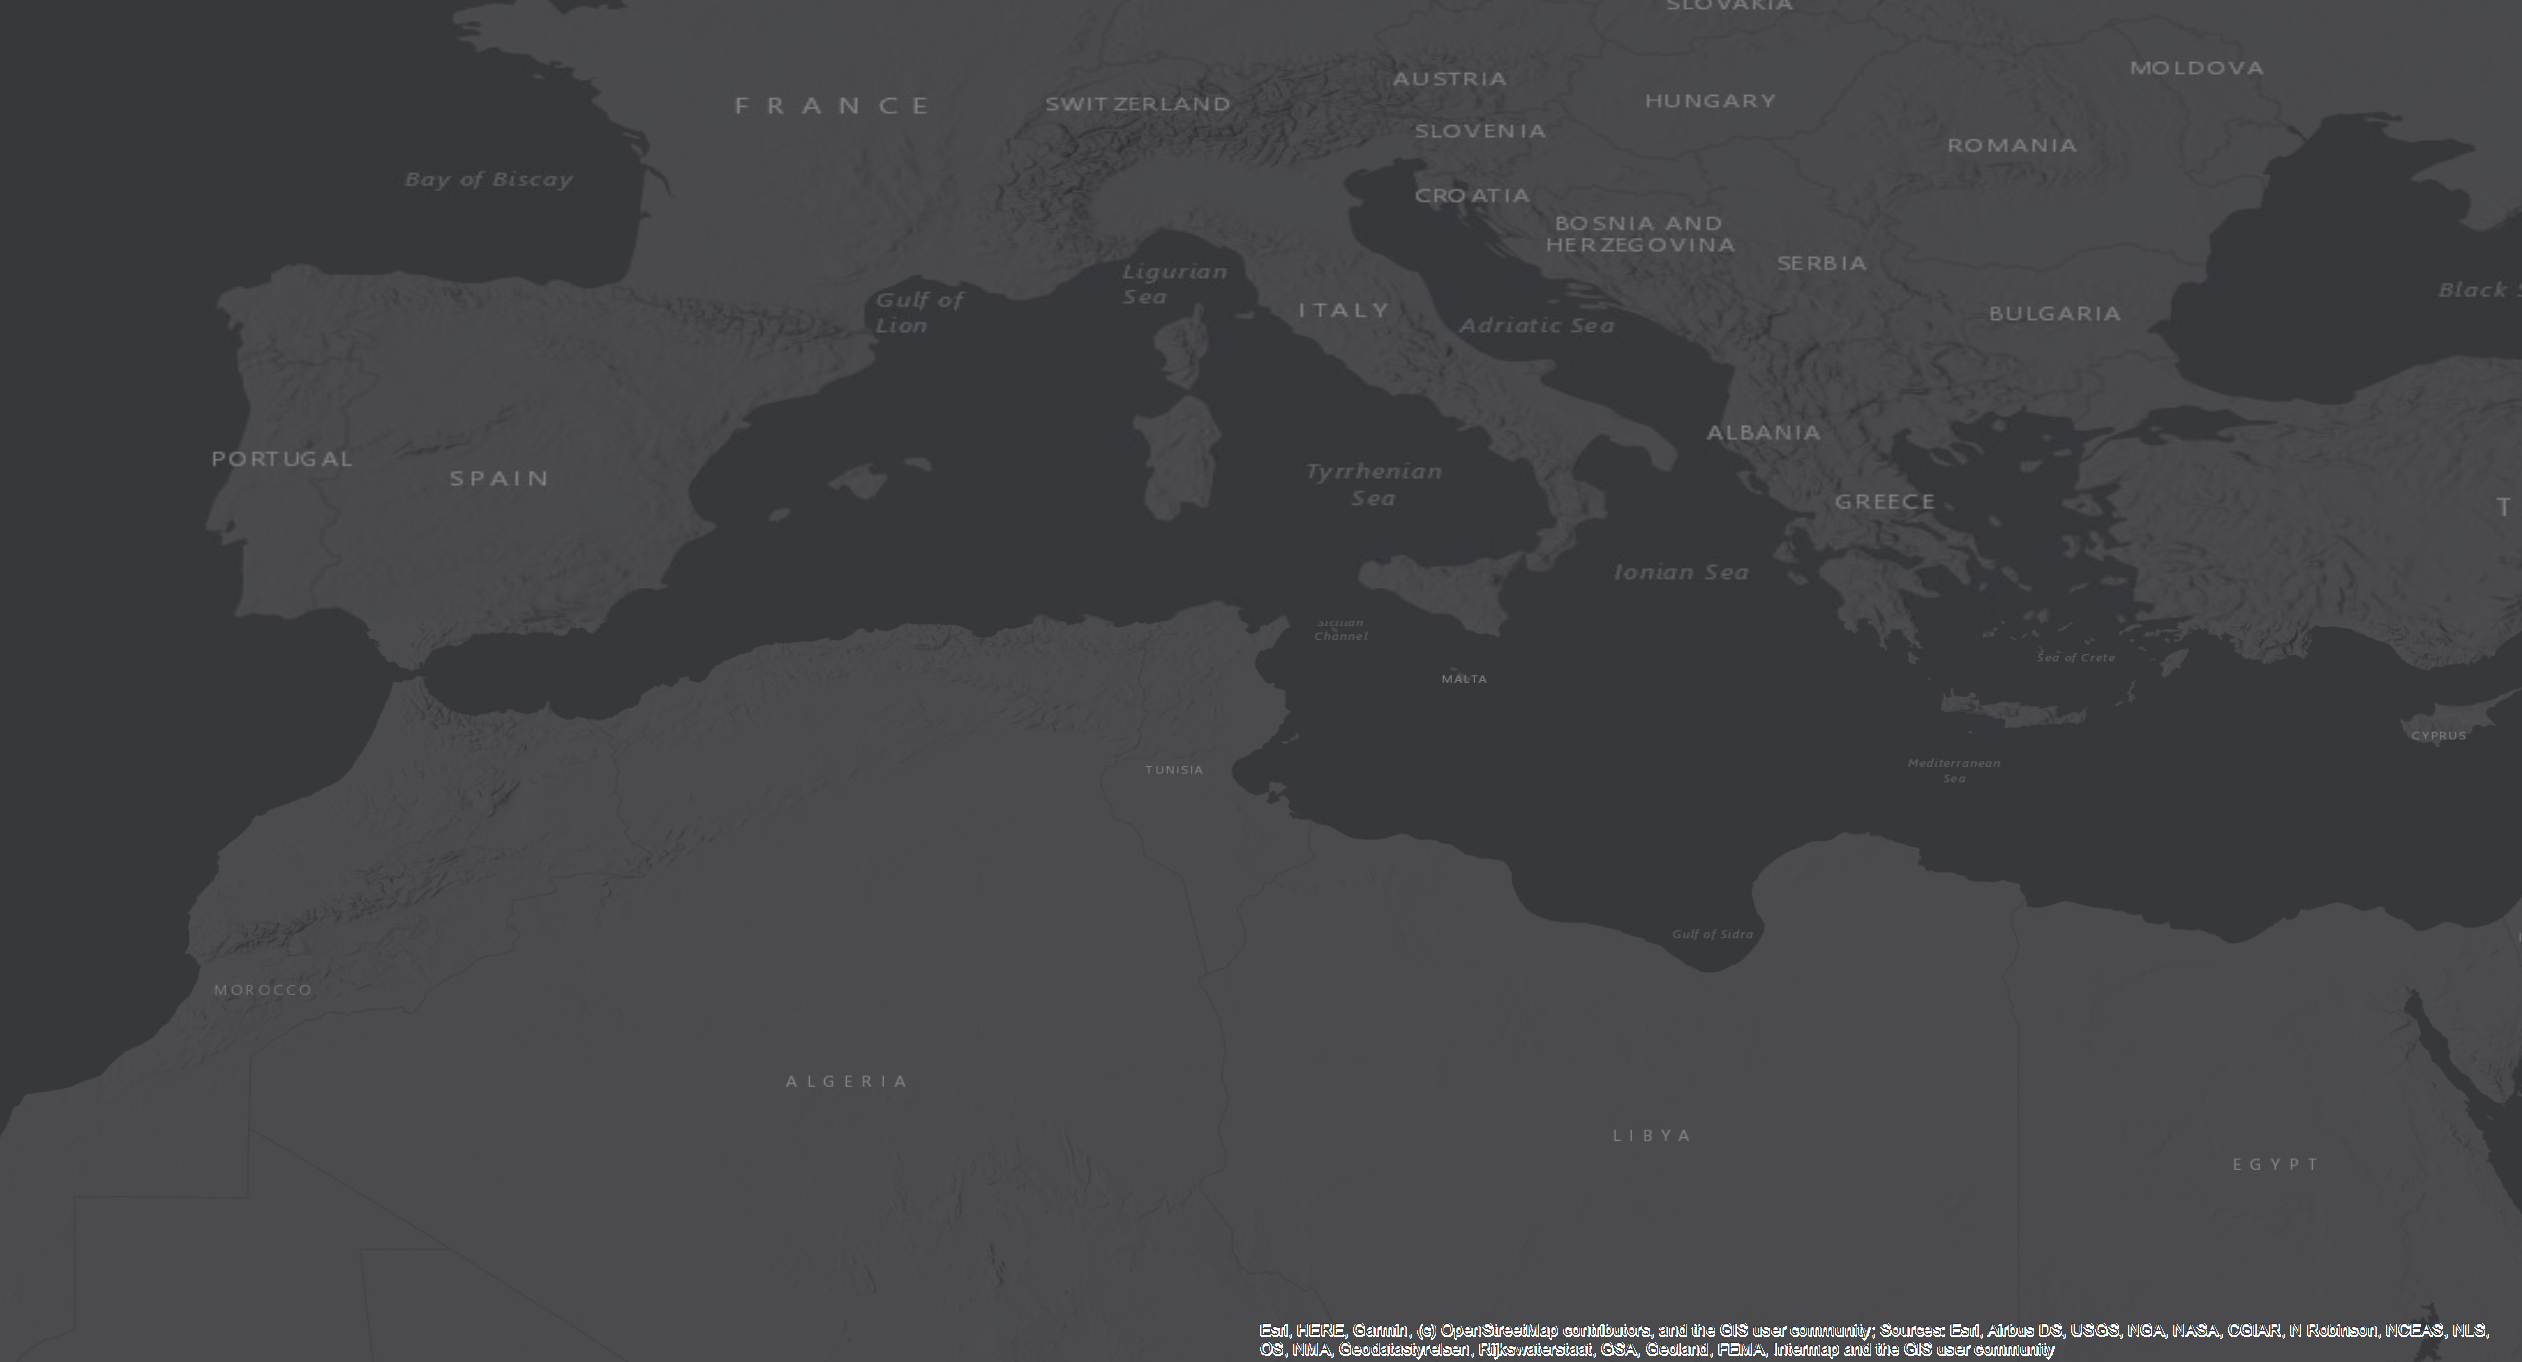 SLOVAKIA
MOLDOVA
AUSTRIA
FRANCE
SWITZERLAND
HUNGARY
SLOVENIA
ROMANIA
Bay of Biscay
CROATIA
BOSNIA AND
HERZEGOVINA
SERBIA
Ligurian
Sea
Black
Gulf of
Lion
ITALY
BULGARIA
Adriatic Sea
ALBANIA
PORTUGAL
SPAIN
Tyrrhenian
Sea
GREECE
T
Ionian Sea
Sicilian
Channel
Sea of Crete
MALTA
CYPRUS
Mediterranean
Sea
TUNISIA
Gulf of Sidra
MOROCCO
ALGERIA
LIBYA
EGYPT
Esri, HERE, Garmin, (c) OpenStreetMap contributors, and the GIS user community; Sources: Esri, Airbus DS, USGS, NGA, NASA, CGIAR, N Robinson, NCEAS, NLS,
OS, NMA, Geodatastyrelsen, Rijkswaterstaat, GSA, Geoland, FEMA, Intermap and the GIS user community